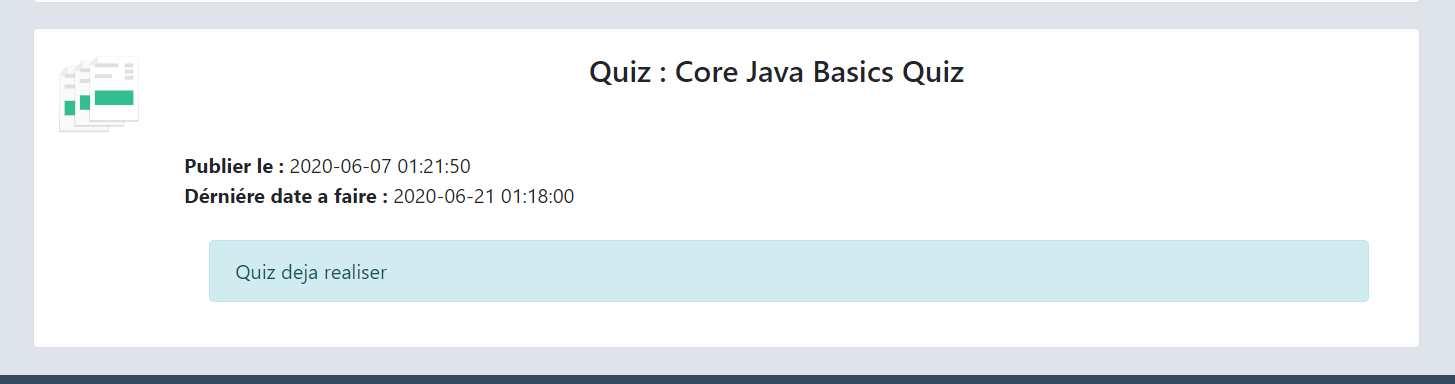 Quiz : Core Java Basics Quiz
Publier le : 2020-06-07 01:21:50
Dérniére date a faire : 2020-06-21 01:18:00
Quiz deja realiser